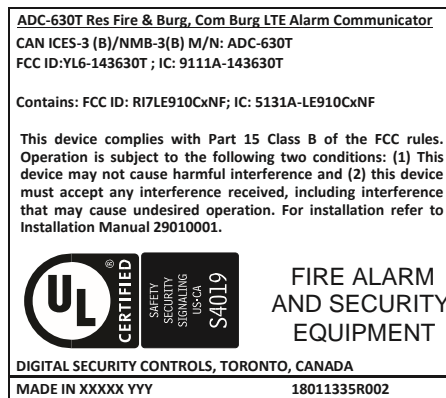 ADC-630T Res Fire & Burg, Com Burg LTE Alarm Communicator
CAN ICES-3 (B)/NMB-3(B) M/N: ADC-630T
FCC ID:YL6-143630T ; IC: 9111A-143630T
Contains: FCC ID: RI7LE910CxNF; IC: 5131A-LE910CxNF
This device complies with Part 15 Class B of the FCC rules.
Operation is subject to the following two conditions: (1) This
device may not cause harmful interference and (2) this device
must accept any interference received, including interference
that may cause undesired operation. For installation refer to
Installation Manual 29010001.
UL
®
CERTIFIED
SAFETY
SECURITY
SIGNALING
US-CA
S4019
FIRE ALARM
AND SECURITY
EQUIPMENT
DIGITAL SECURITY CONTROLS, TORONTO, CANADA
MADE IN XXXXX YYY 18011335R002